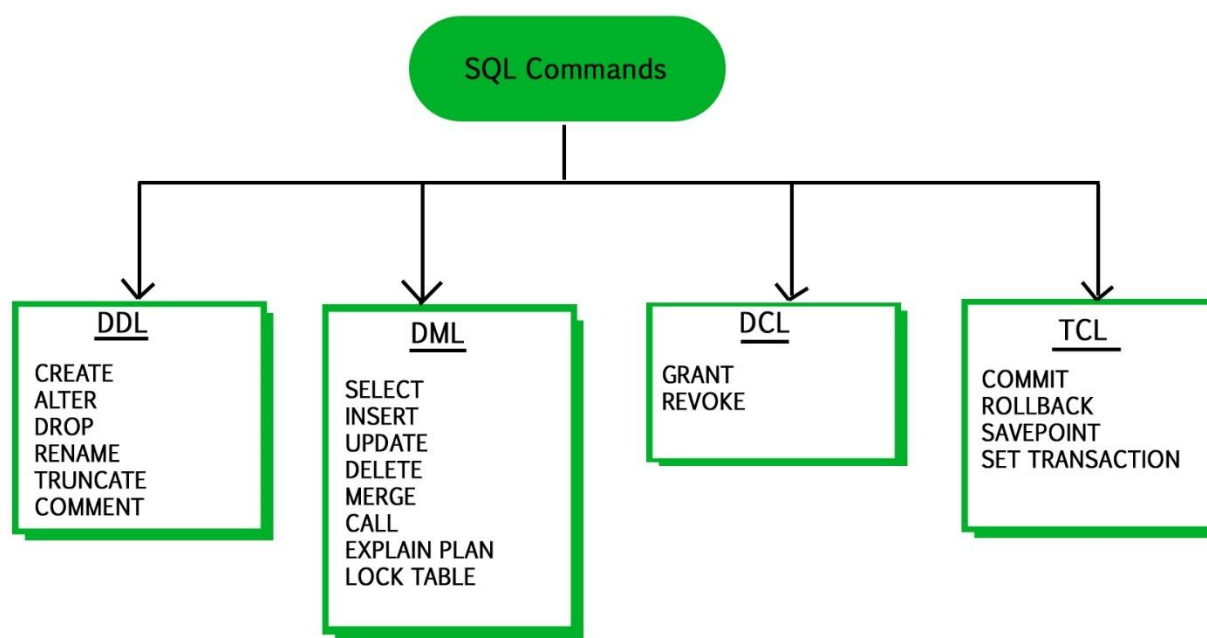 SQL Commands
DDL
CREATE
ALTER
DROP
RENAME
TRUNCATE
COMMENT
DML
SELECT
INSERT
UPDATE
DELETE
MERGE
CALL
EXPLAIN PLAN
LOCK TABLE
DCL
GRANT
REVOKE
TCL
COMMIT
ROLLBACK
SAVEPOINT
SET TRANSACTION